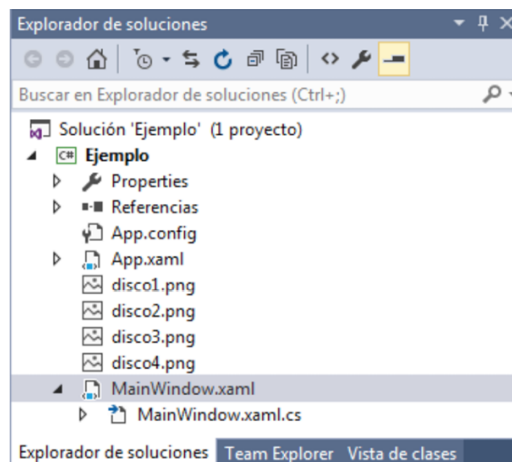 Explorador de soluciones
Buscar en Explorador de soluciones (Ctrl+;)
Solución 'Ejemplo' (1 proyecto)
C# Ejemplo
Properties
Referencias
App.config
App.xaml
disco1.png
disco2.png
disco3.png
disco4.png
MainWindow.xaml
MainWindow.xaml.cs
Explorador de soluciones Team Explorer Vista de clases